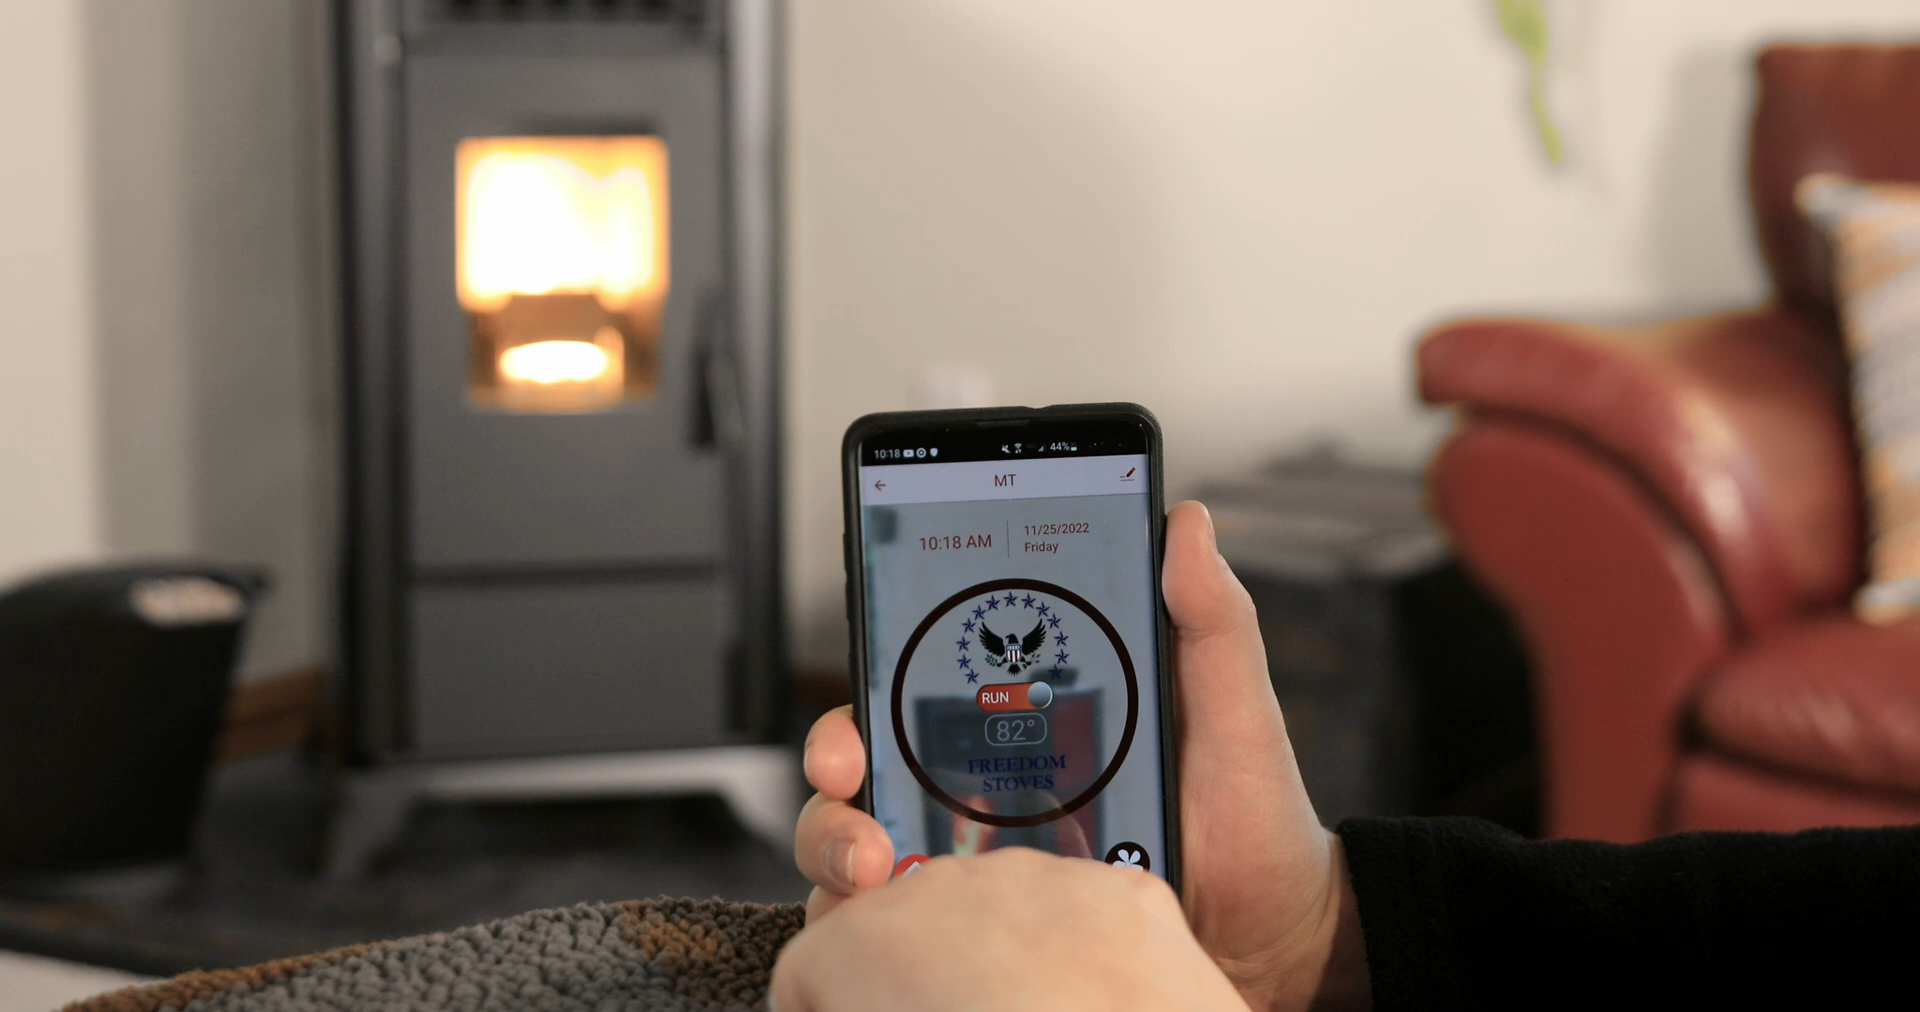 10:18 44%
MT
10:18 AM
11/25/2022
Friday
RUN
82°
FREEDOM
STOVES